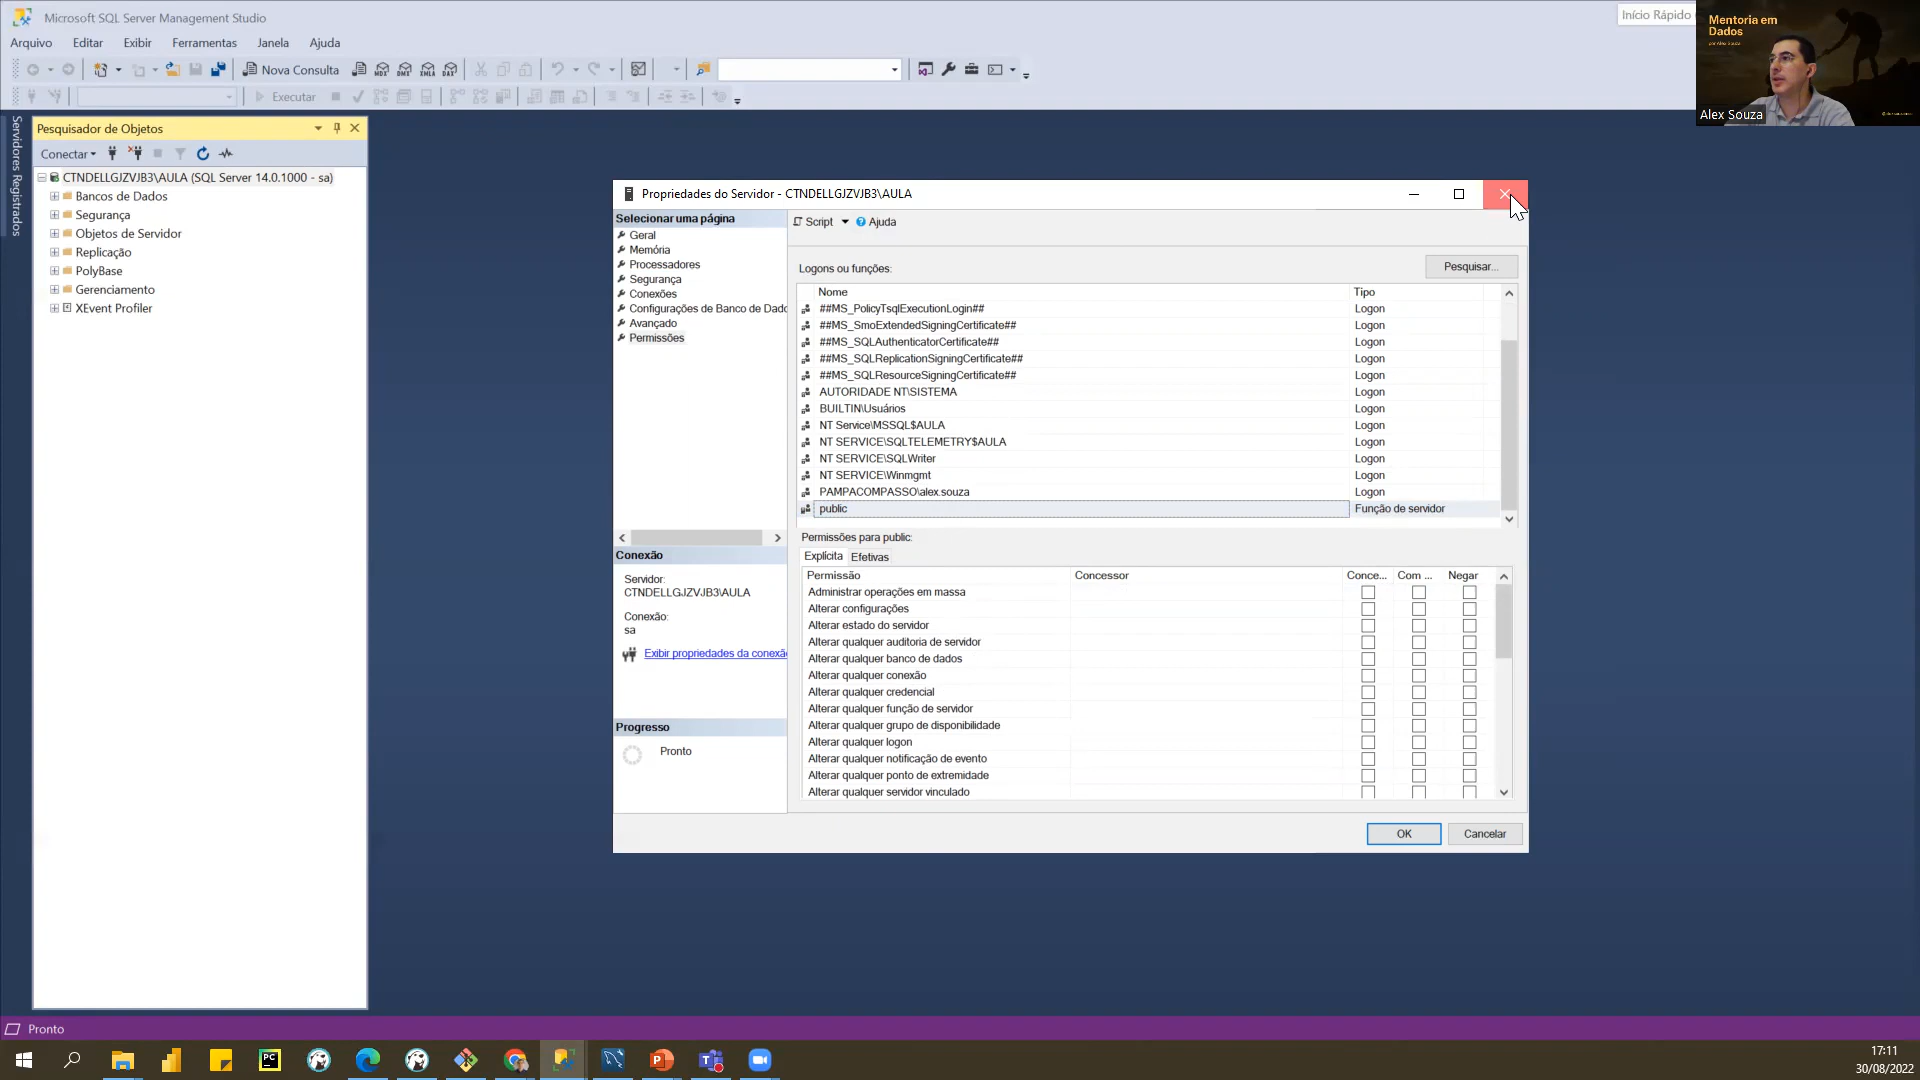 Microsoft SQL Server Management Studio
Início Rápido
Arquivo Editar Exibir Ferramentas Janela Ajuda
Nova Consulta
Executar
Mentoria em
Dados
por Alex Souza
Alex Souza
Servidores Registrados
Pesquisador de Objetos
Conectar
CTNDELLGJZVJB3\AULA (SQL Server 14.0.1000 - sa)
Bancos de Dados
Segurança
Objetos de Servidor
Replicação
PolyBase
Gerenciamento
XEvent Profiler
Propriedades do Servidor - CTNDELLGJZVJB3\AULA
Selecionar uma página
Geral
Memória
Processadores
Segurança
Conexões
Configurações de Banco de Dado
Avançado
Permissões
Conexão
Servidor:
CTNDELLGJZVJB3\AULA
Conexão:
sa
Exibir propriedades da conexã
Progresso
Pronto
Script Ajuda
Logons ou funções:
Pesquisar...
Nome Tipo
##MS_PolicyTsqlExecutionLogin## Logon
##MS_SmoExtendedSigningCertificate## Logon
##MS_SQLAuthenticatorCertificate## Logon
##MS_SQLReplicationSigningCertificate## Logon
##MS_SQLResourceSigningCertificate## Logon
AUTORIDADE NT\SISTEMA Logon
BUILTIN\Usuários Logon
NT Service\MSSQL$AULA Logon
NT SERVICE\SQLTELEMETRY$AULA Logon
NT SERVICE\SQLWriter Logon
NT SERVICE\Winmgmt Logon
PAMPACOMPASSO\alex.souza Logon
public Função de servidor
Permissões para public:
Explícita Efetivas
Permissão Concessor Conce... Com ... Negar
Administrar operações em massa
Alterar configurações
Alterar estado do servidor
Alterar qualquer auditoria de servidor
Alterar qualquer banco de dados
Alterar qualquer conexão
Alterar qualquer credencial
Alterar qualquer função de servidor
Alterar qualquer grupo de disponibilidade
Alterar qualquer logon
Alterar qualquer notificação de evento
Alterar qualquer ponto de extremidade
Alterar qualquer servidor vinculado
OK Cancelar
Pronto
17:11
30/08/2022